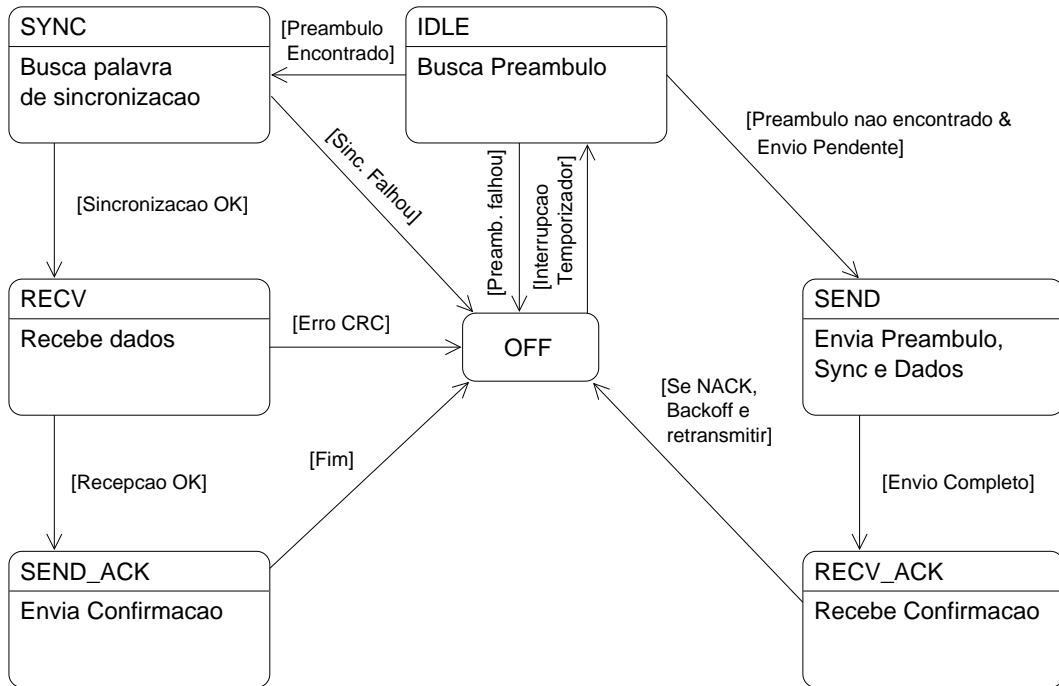 SYNC
Busca palavra
de sincronizacao
[Preambulo
Encontrado]
IDLE
Busca Preambulo
[Preambulo nao encontrado &
Envio Pendente]
[Sinc. Falhou]
[Preamb. falhou]
[Interrupcao
Temporizador]
[Sincronizacao OK]
RECV
Recebe dados
[Erro CRC]
OFF
SEND
Envia Preambulo,
Sync e Dados
[Se NACK,
Backoff e
retransmitir]
[Fim]
[Recepcao OK]
[Envio Completo]
SEND_ACK
Envia Confirmacao
RECV_ACK
Recebe Confirmacao